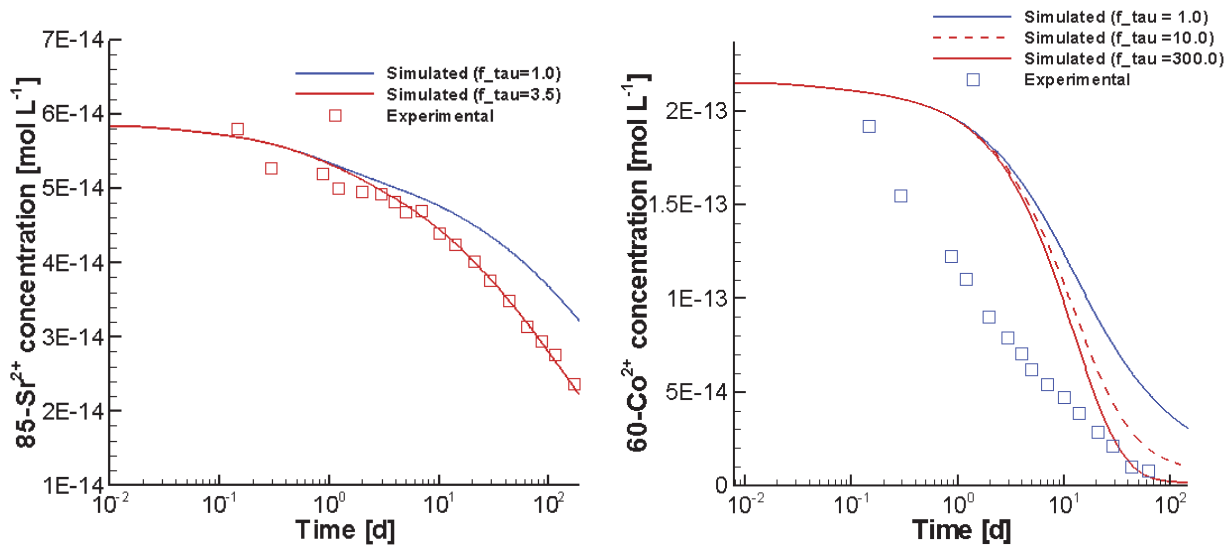 7E-14
6E-14
5E-14
4E-14
3E-14
2E-14
1E-14
85-Sr2+ concentration [mol L-1]
Simulated (f_tau=1.0)
Simulated (f_tau=3.5)
Experimental
10-2
10-1
100
101
102
Time [d]
2E-13
1.5E-13
1E-13
5E-14
0
60-Co2+ concentration [mol L-1]
Simulated (f_tau = 1.0)
Simulated (f_tau =10.0)
Simulated (f_tau =300.0)
Experimental
10-2
10-1
100
101
102
Time [d]